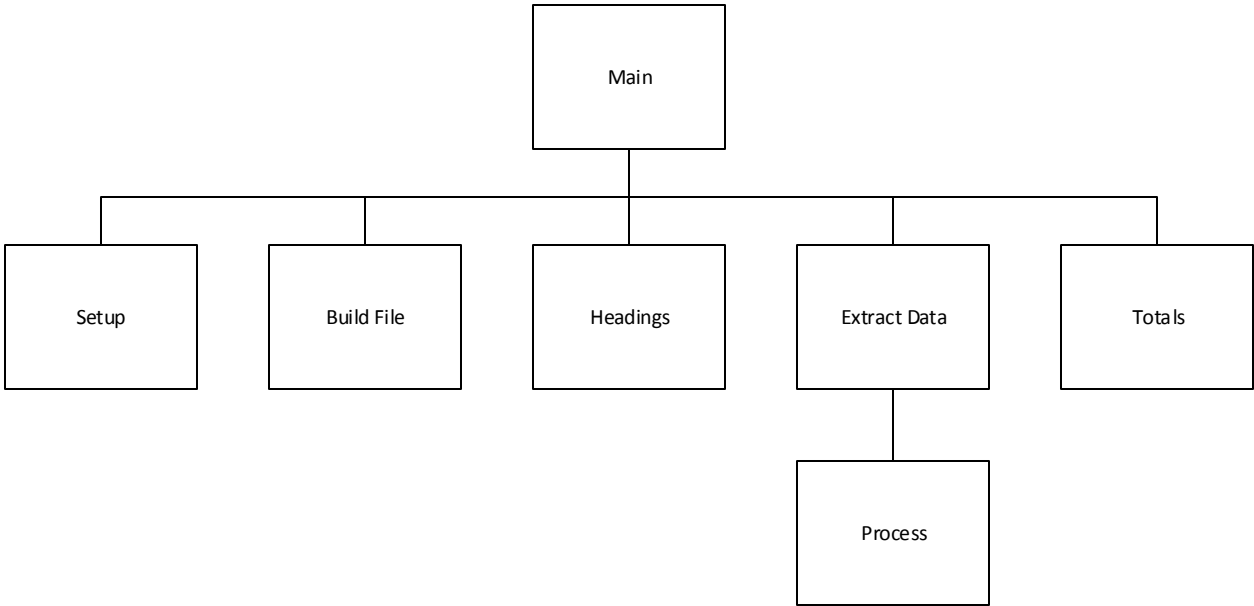 Main
Setup
Build File
Headings
Extract Data
Totals
Process